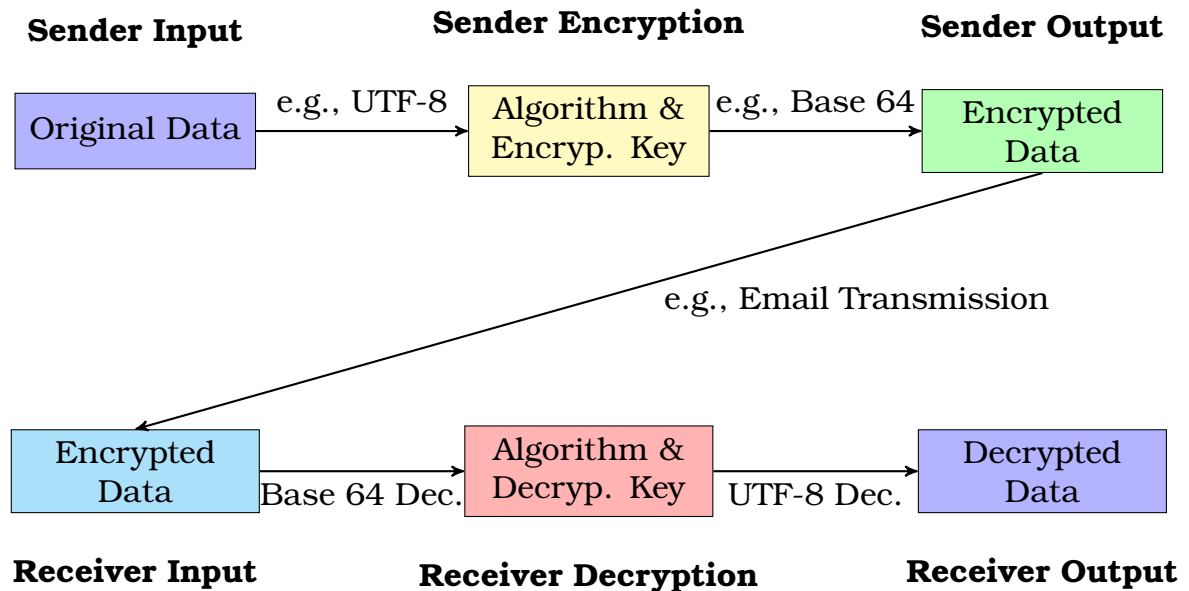 Sender Input
Sender Encryption
Sender Output
Original Data
e.g., UTF-8
Algorithm &
Encryp. Key
e.g., Base 64
Encrypted
Data
e.g., Email Transmission
Encrypted
Data
Base 64 Dec.
Algorithm &
Decryp. Key
UTF-8 Dec.
Decrypted
Data
Receiver Input
Receiver Decryption
Receiver Output